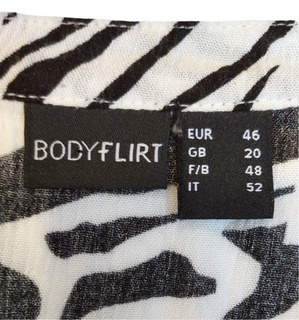 BODYFLIRT
EUR 46
GB 20
F/B 48
IT 52